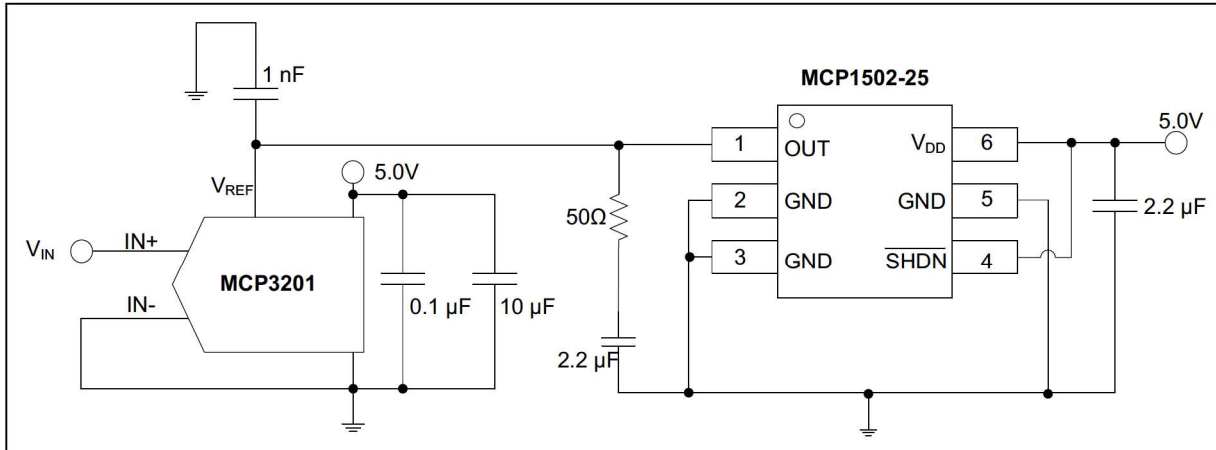 1 nF
MCP1502-25
5.0V
1 OUT V_DD 6
5.0V
V_REF
2 GND GND 5
2.2 µF
50Ω
V_IN IN+
3 GND SHDN 4
MCP3201
IN-
0.1 µF 10 µF
2.2 µF